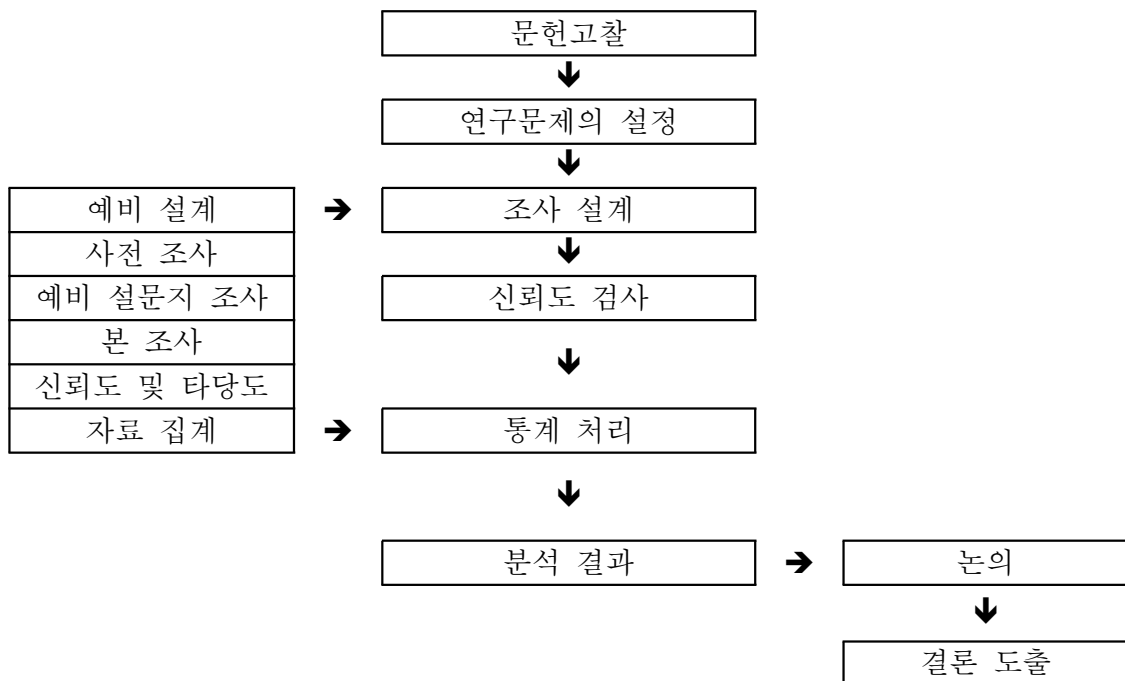 문헌고찰
🡻
연구문제의 설정
🡻
예비 설계 🡺 조사 설계
사전 조사 🡻
예비 설문지 조사 신뢰도 검사
본 조사 🡻
신뢰도 및 타당도
자료 집계 🡺 통계 처리
🡻
분석 결과 🡺 논의
🡻
결론 도출